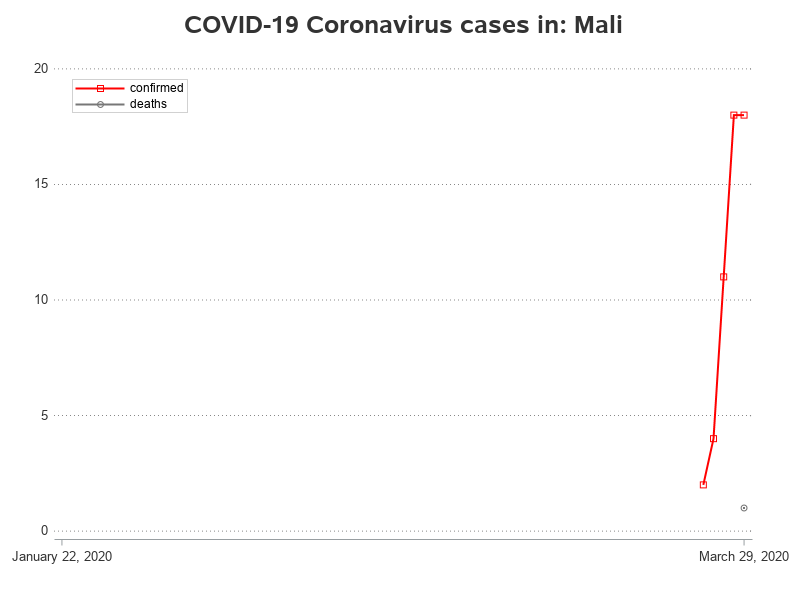 COVID-19 Coronavirus cases in: Mali
20
confirmed
deaths
15
10
5
0
January 22, 2020
March 29, 2020